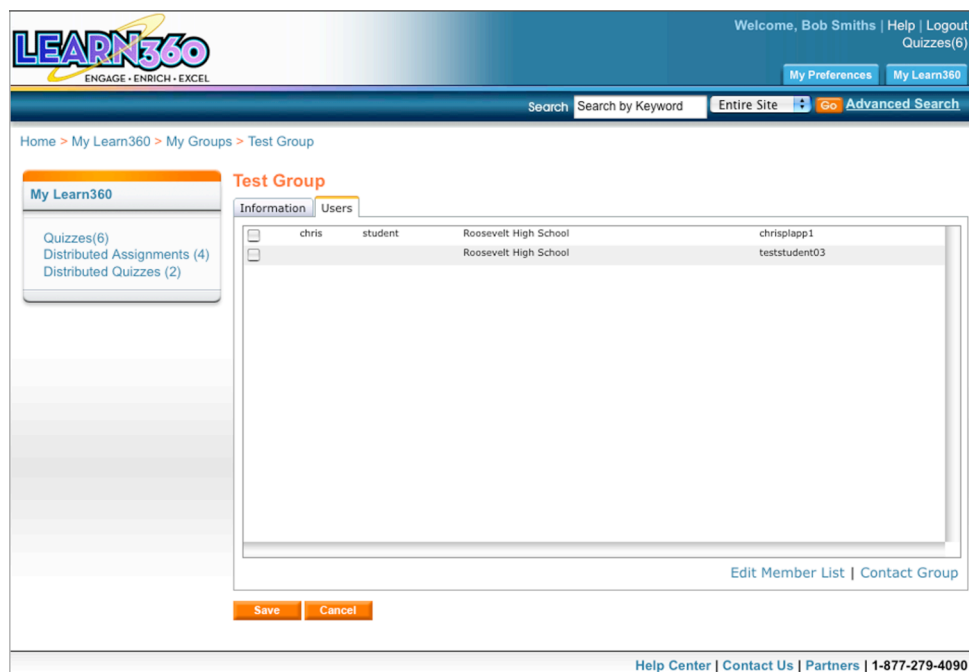 LEARN360
ENGAGE • ENRICH • EXCEL
Welcome, Bob Smiths | Help | Logout
Quizzes(6)
My Preferences My Learn360
Search Search by Keyword Entire Site Go Advanced Search
Home > My Learn360 > My Groups > Test Group
My Learn360
Quizzes(6)
Distributed Assignments (4)
Distributed Quizzes (2)
Test Group
Information Users
chris student Roosevelt High School chrisplapp1
Roosevelt High School teststudent03
Edit Member List | Contact Group
Save Cancel
Help Center | Contact Us | Partners | 1-877-279-4090